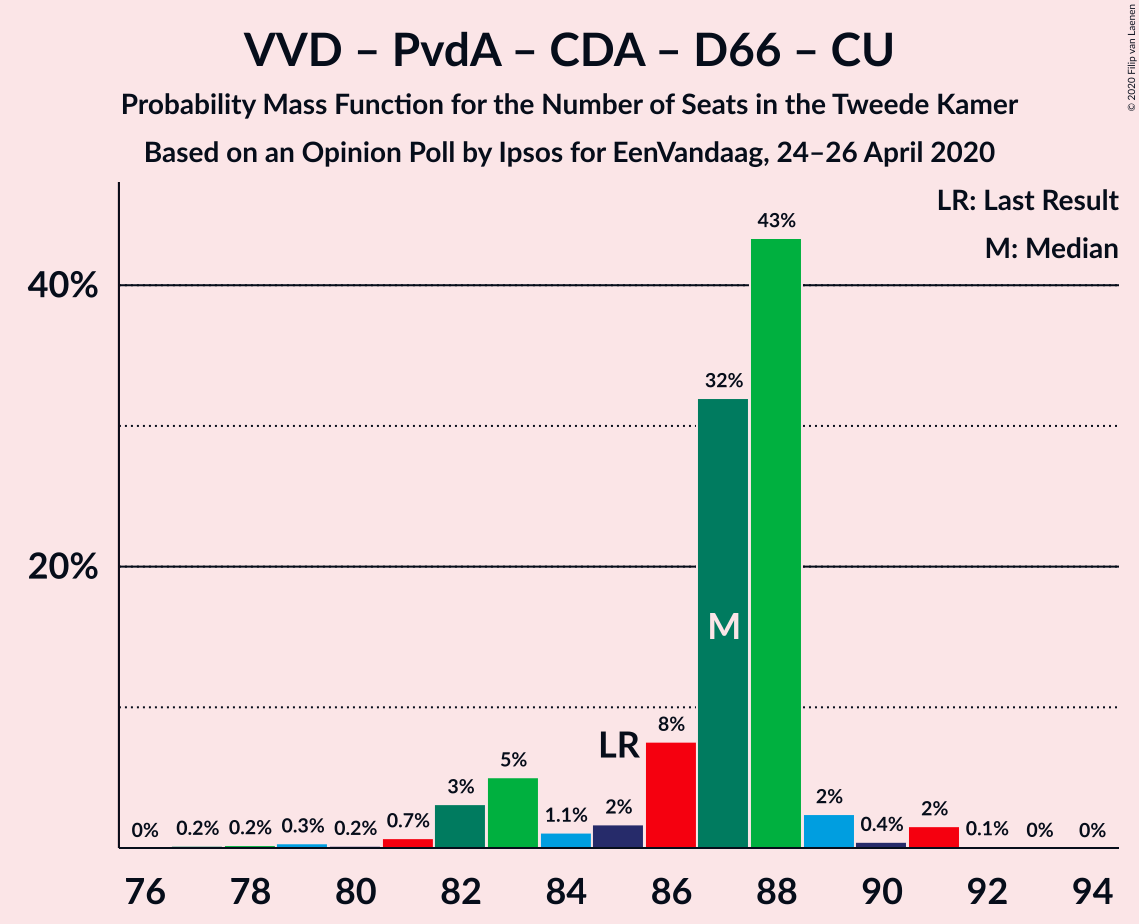 VVD – PvdA – CDA – D66 – CU
Probability Mass Function for the Number of Seats in the Tweede Kamer
Based on an Opinion Poll by Ipsos for EenVandaag, 24–26 April 2020
© 2020 Filip van Laenen
LR: Last Result
M: Median
40%
20%
0%
0.2%
0.2%
0.3%
0.2%
0.7%
3%
5%
1.1%
2%
LR
8%
32%
M
43%
2%
0.4%
2%
0.1%
0%
0%
76 78 80 82 84 86 88 90 92 94